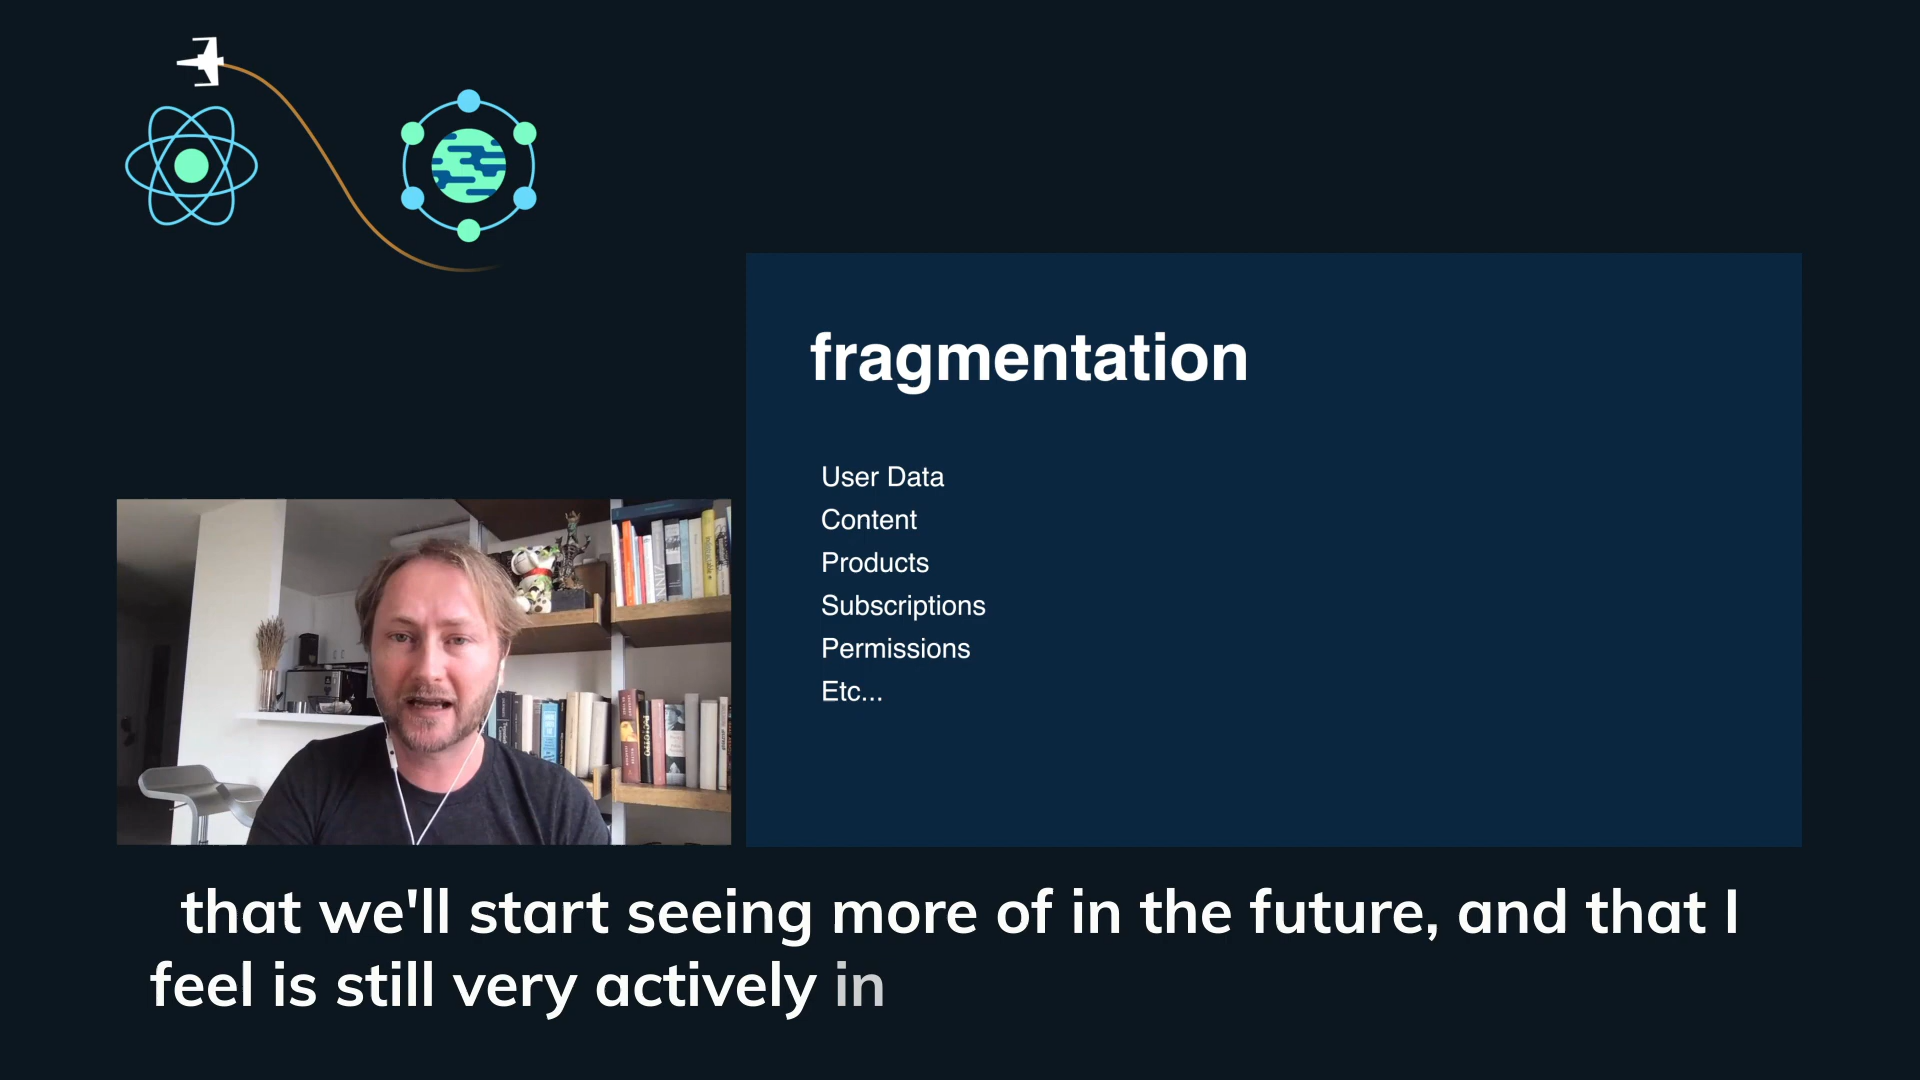 fragmentation
User Data
Content
Products
Subscriptions
Permissions
Etc...
that we'll start seeing more of in the future, and that I
feel is still very actively in